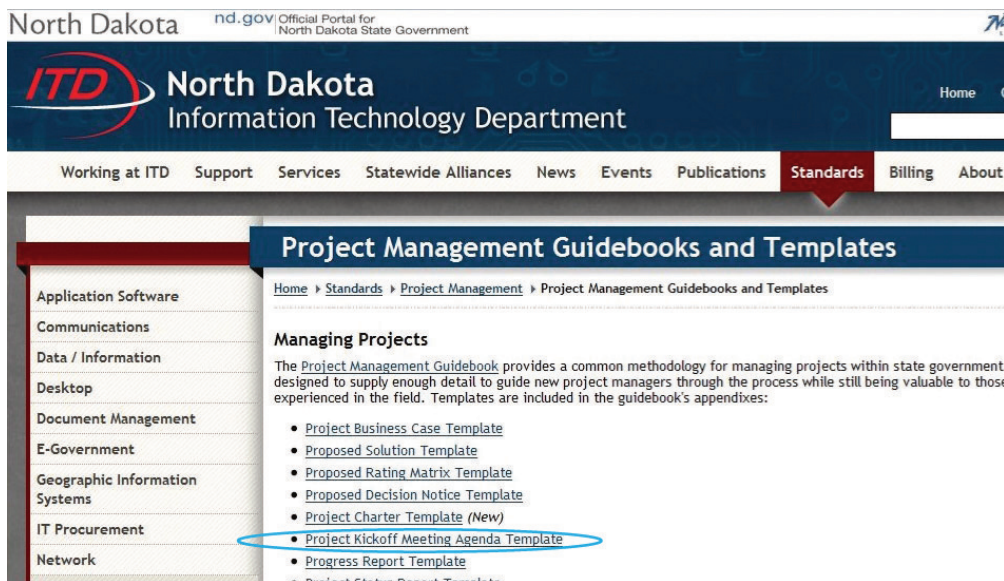 North Dakota nd.gov Official Portal for
North Dakota State Government
ITD North Dakota
Information Technology Department
Home
Working at ITD Support Services Statewide Alliances News Events Publications Standards Billing About
Project Management Guidebooks and Templates
Home Standards Project Management Project Management Guidebooks and Templates
Application Software
Communications
Data / Information
Desktop
Document Management
E-Government
Geographic Information
Systems
IT Procurement
Network
Managing Projects
The Project Management Guidebook provides a common methodology for managing projects within state government
designed to supply enough detail to guide new project managers through the process while still being valuable to those
experienced in the field. Templates are included in the guidebook's appendixes:
• Project Business Case Template
• Proposed Solution Template
• Proposed Rating Matrix Template
• Proposed Decision Notice Template
• Project Charter Template (New)
• Project Kickoff Meeting Agenda Template
• Progress Report Template
• Project Status Report Template